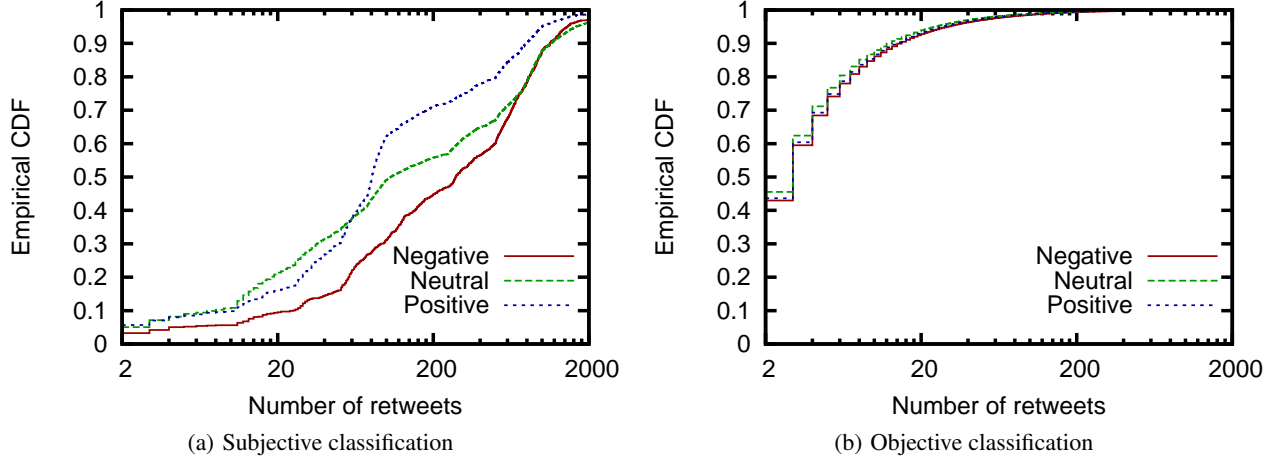 1
0.9
0.8
0.7
0.6
0.5
0.4
0.3
0.2
0.1
0
2
20
200
2000
Empirical CDF
Number of retweets
Negative
Neutral
Positive
(a) Subjective classification
1
0.9
0.8
0.7
0.6
0.5
0.4
0.3
0.2
0.1
0
2
20
200
2000
Empirical CDF
Number of retweets
Negative
Neutral
Positive
(b) Objective classification